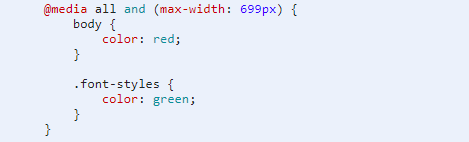 @media all and (max-width: 699px) {
    body {
        color: red;
    }

    .font-styles {
        color: green;
    }
}